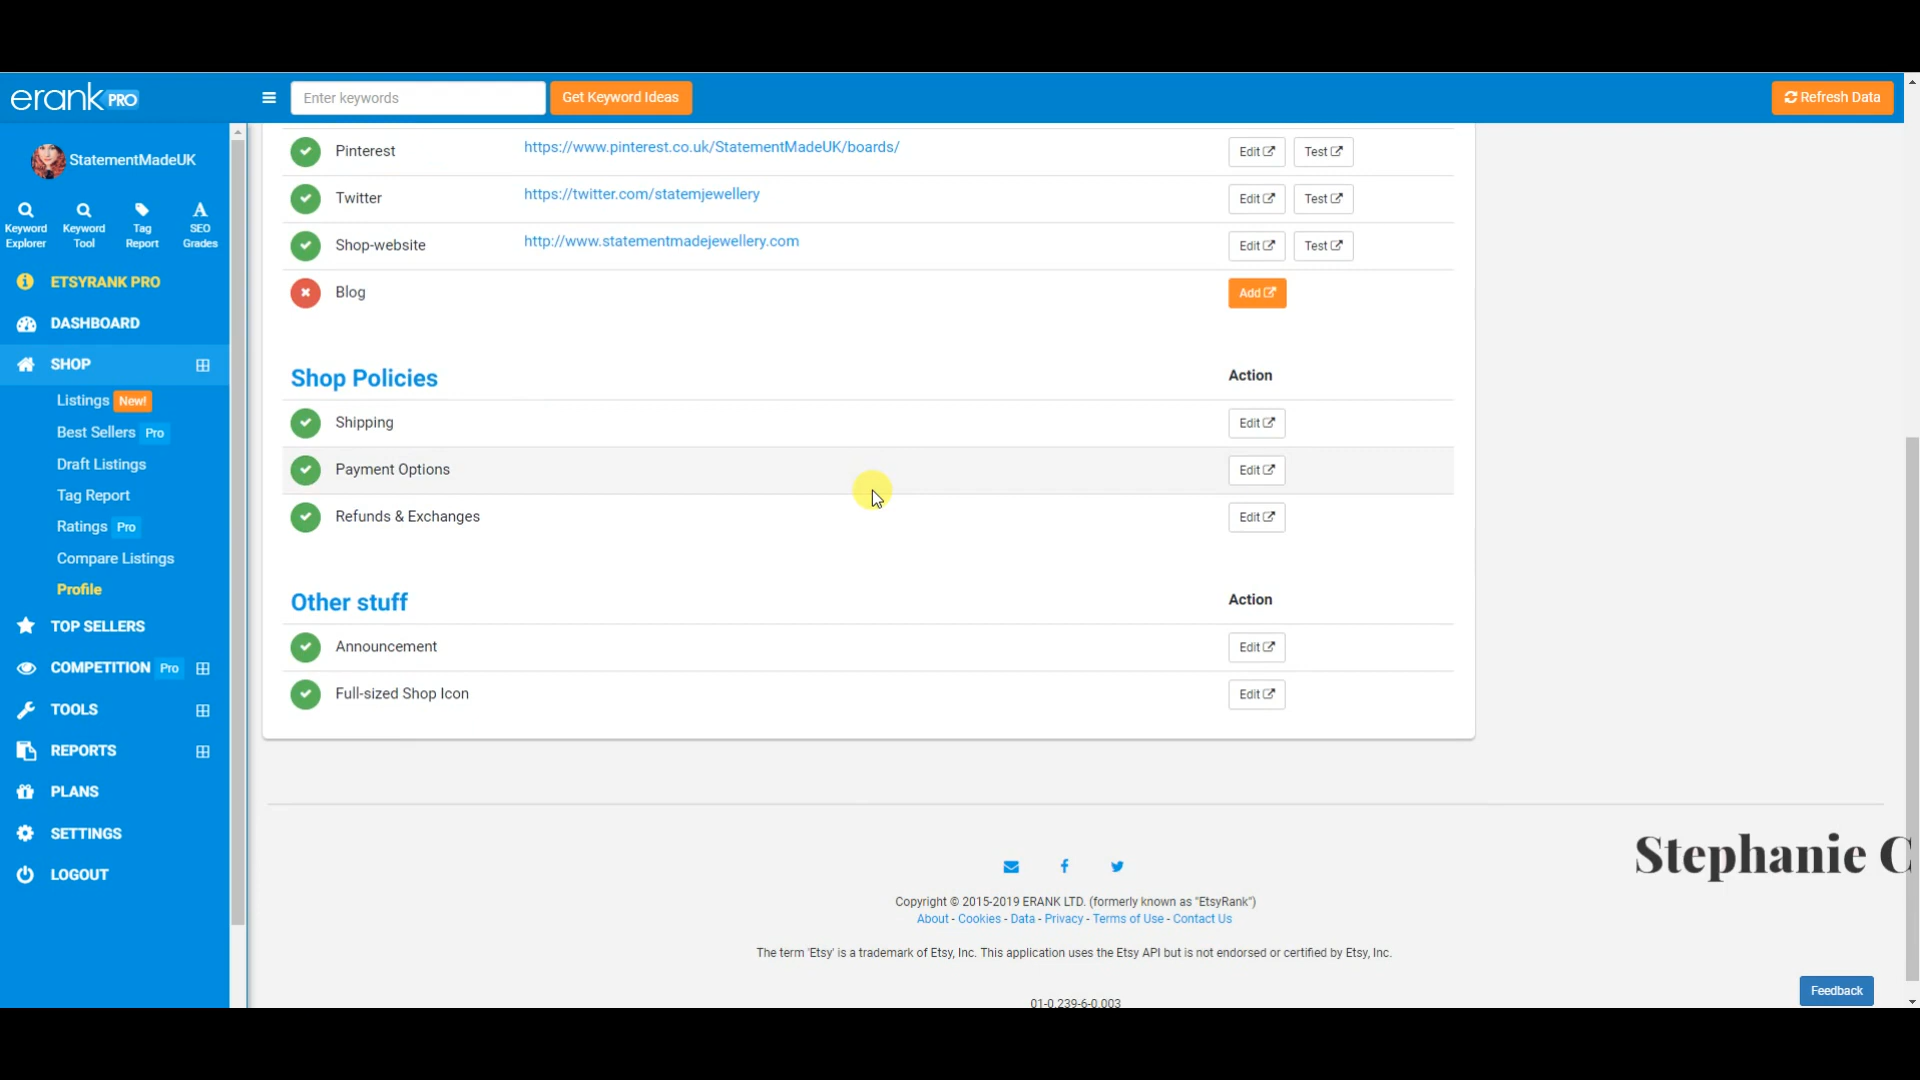 erank PRO
Enter keywords
Get Keyword Ideas
Refresh Data
StatementMadeUK
Keyword Explorer
Keyword Tool
Tag Report
SEO Grades
ETSYRANK PRO
DASHBOARD
SHOP
Listings New!
Best Sellers Pro
Draft Listings
Tag Report
Ratings Pro
Compare Listings
Profile
TOP SELLERS
COMPETITION Pro
TOOLS
REPORTS
PLANS
SETTINGS
LOGOUT
Pinterest https://www.pinterest.co.uk/StatementMadeUK/boards/ Edit Test
Twitter https://twitter.com/statemjewellery Edit Test
Shop-website http://www.statementmadejewellery.com Edit Test
Blog Add
Shop Policies Action
Shipping Edit
Payment Options Edit
Refunds & Exchanges Edit
Other stuff Action
Announcement Edit
Full-sized Shop Icon Edit
Stephanie C
Copyright © 2015-2019 ERANK LTD. (formerly known as "EtsyRank")
About - Cookies - Data - Privacy - Terms of Use - Contact Us
The term 'Etsy' is a trademark of Etsy, Inc. This application uses the Etsy API but is not endorsed or certified by Etsy, Inc.
Feedback
01-0.239-6-0.003